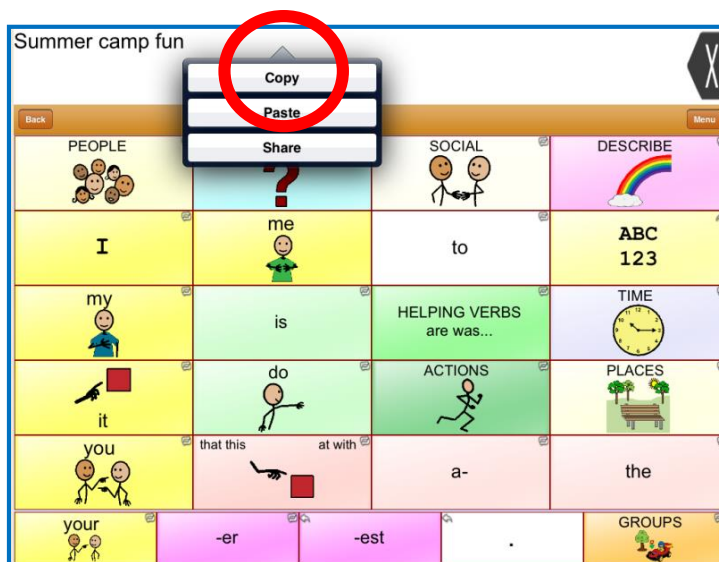 Summer camp fun
Copy
Paste
Share
Back
Menu
PEOPLE
SOCIAL
DESCRIBE
?
I
me
to
ABC
123
my
is
HELPING VERBS
are was...
TIME
it
do
ACTIONS
PLACES
you
that this at with
a-
the
your
-er
-est
.
GROUPS